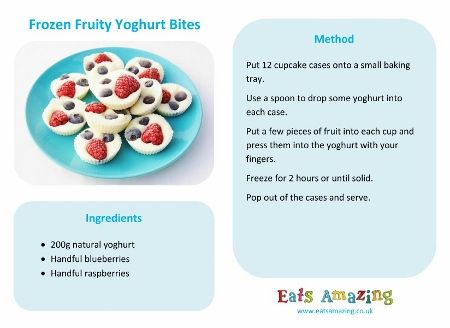 Frozen Fruity Yoghurt Bites
Ingredients
• 200g natural yoghurt
• Handful blueberries
• Handful raspberries
Method
Put 12 cupcake cases onto a small baking
tray.
Use a spoon to drop some yoghurt into
each case.
Put a few pieces of fruit into each cup and
press them into the yoghurt with your
fingers.
Freeze for 2 hours or until solid.
Pop out of the cases and serve.
Eats Amazing
www.eatsamazing.co.uk